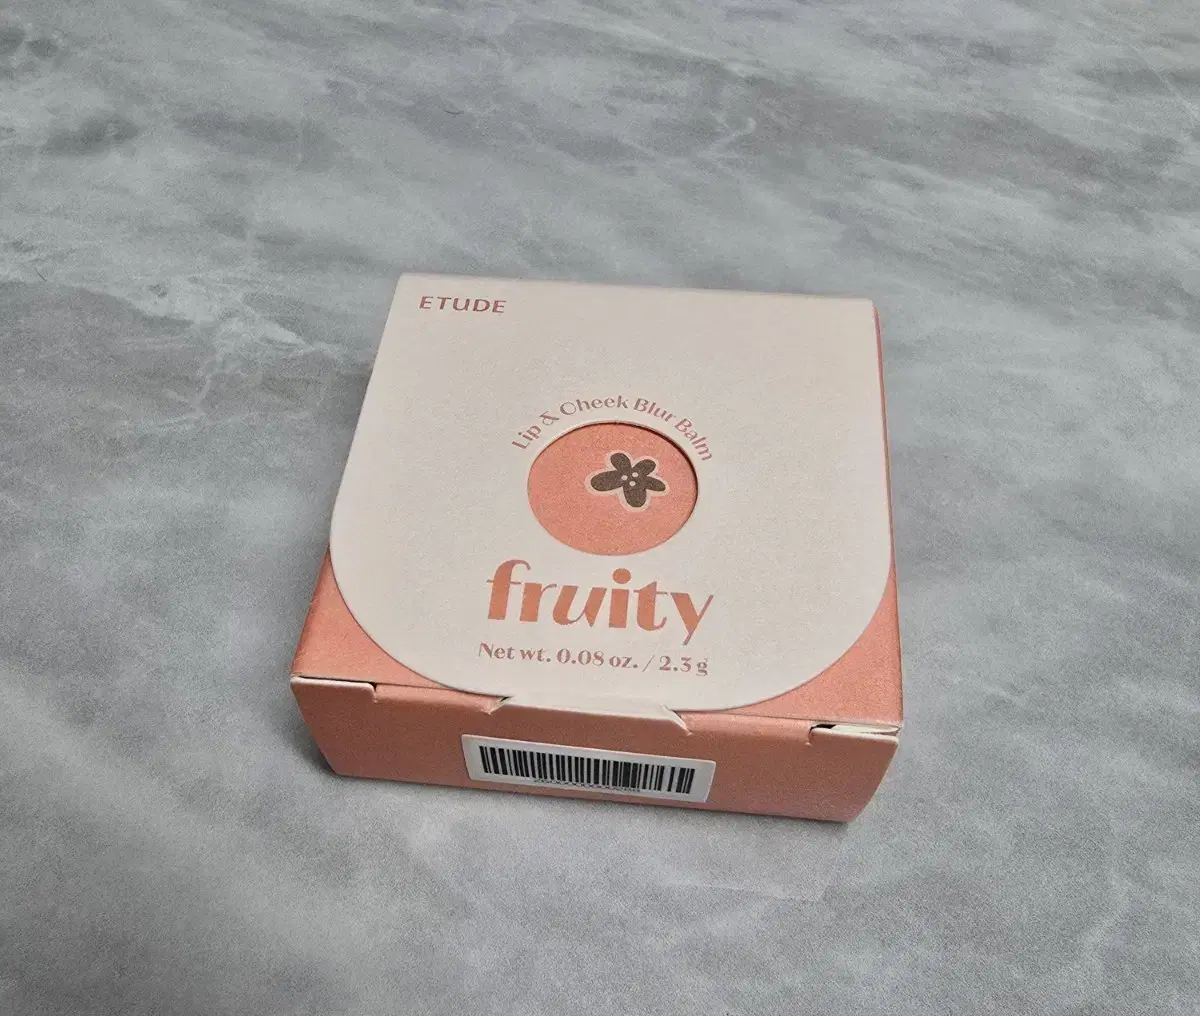 ETUDE
Lip & Cheek Blur Balm
fruity
Net wt. 0.08 oz. / 2.3 g